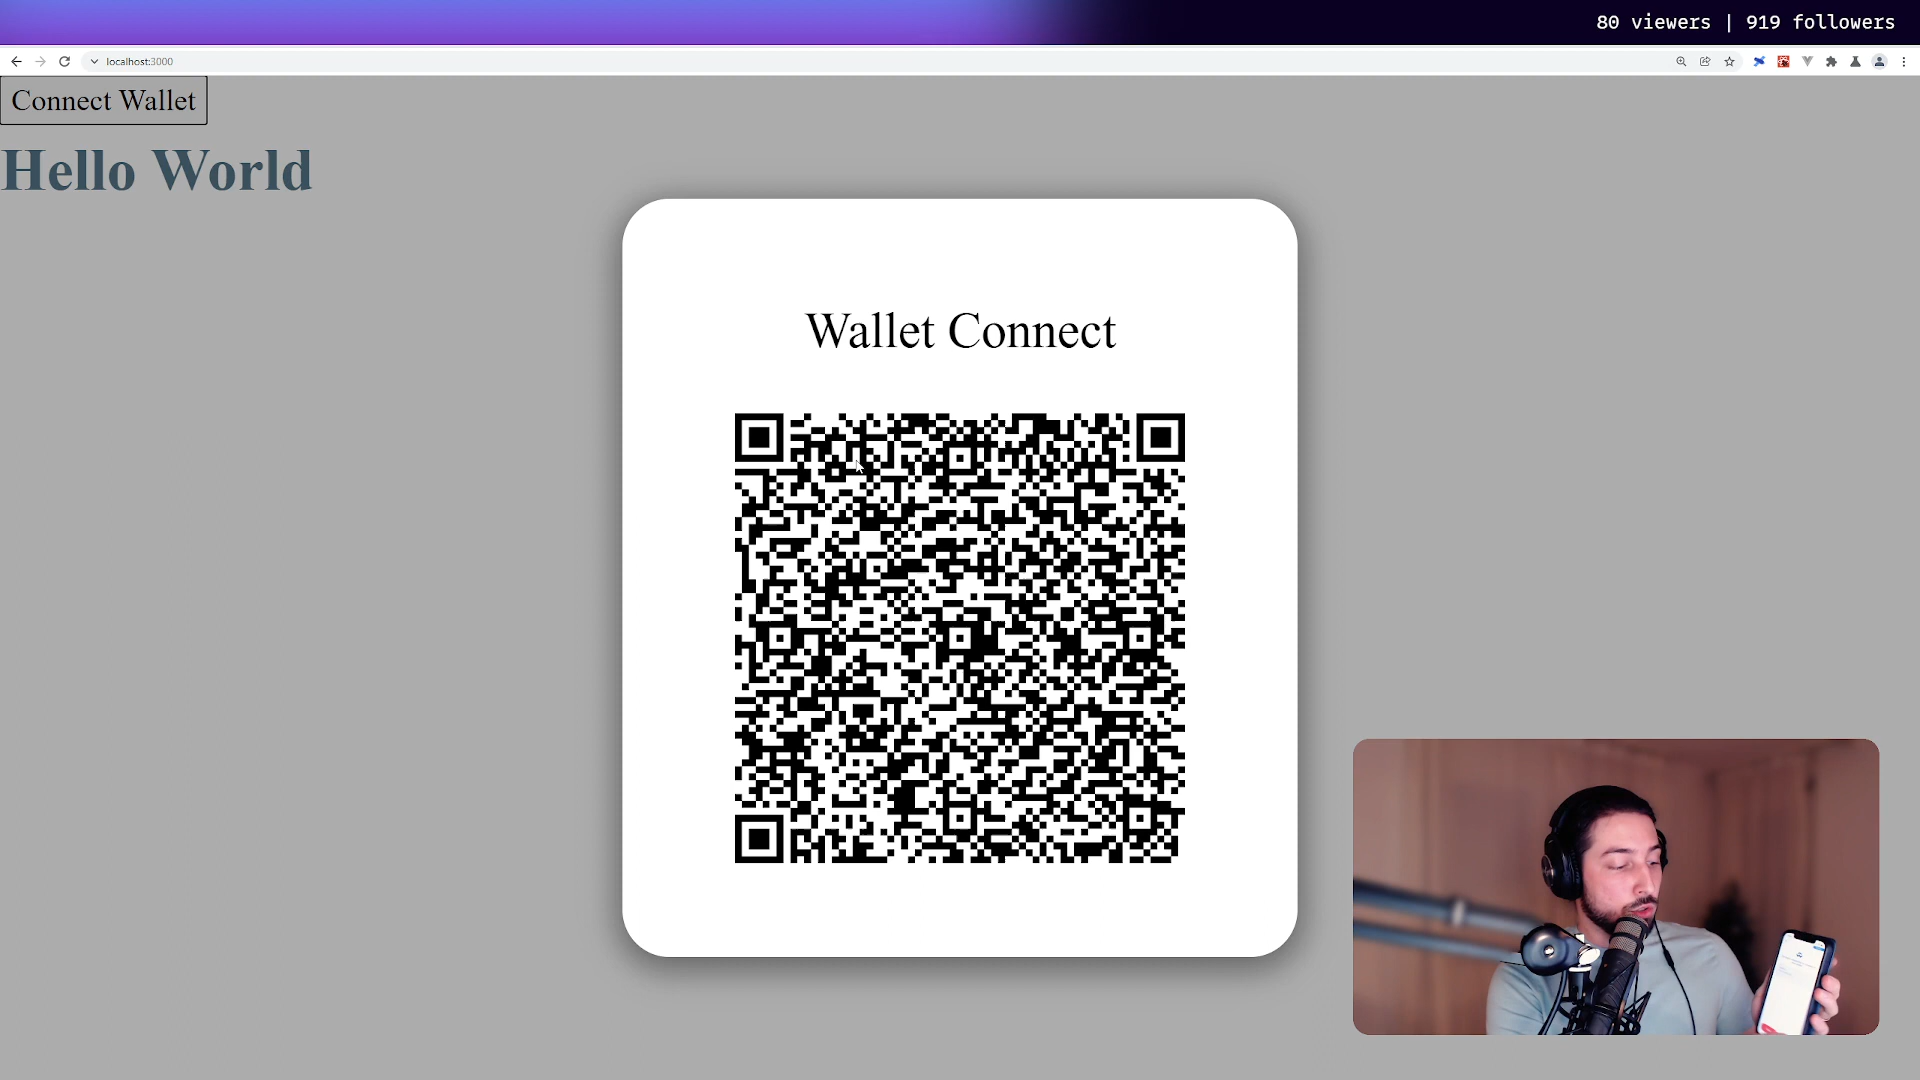 80 viewers | 919 followers
localhost:3000
Connect Wallet
Hello World
Wallet Connect